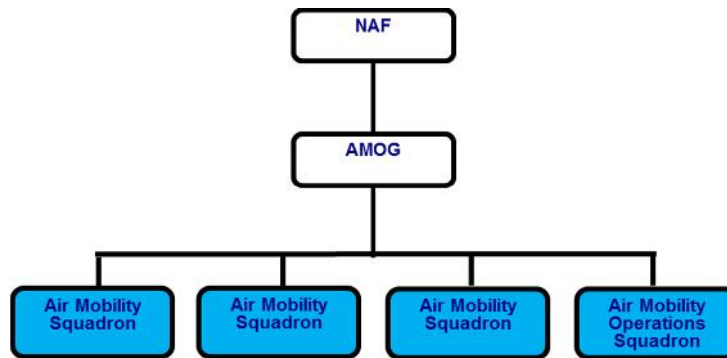 NAF
AMOG
Air Mobility
Squadron
Air Mobility
Squadron
Air Mobility
Squadron
Air Mobility
Operations
Squadron